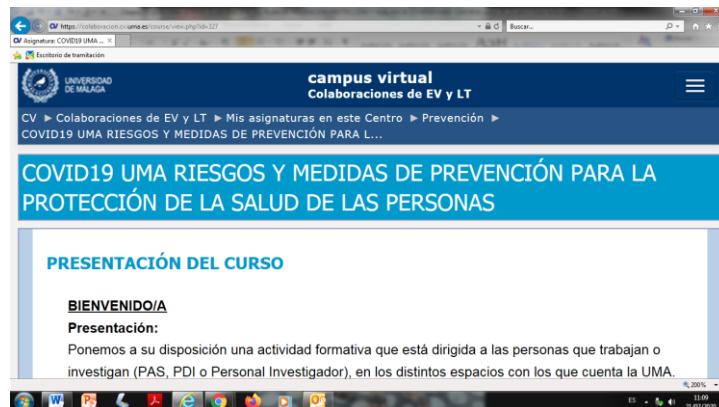 https://colaboracion.cv.uma.es/course/view.php?id=327
Buscar...
Asignatura: COVID19 UMA ...
Escritorio de tramitación
UNIVERSIDAD
DE MÁLAGA
campus virtual
Colaboraciones de EV y LT
CV ► Colaboraciones de EV y LT ► Mis asignaturas en este Centro ► Prevención ►
COVID19 UMA RIESGOS Y MEDIDAS DE PREVENCIÓN PARA L...
COVID19 UMA RIESGOS Y MEDIDAS DE PREVENCIÓN PARA LA
PROTECCIÓN DE LA SALUD DE LAS PERSONAS
PRESENTACIÓN DEL CURSO
BIENVENIDO/A
Presentación:
Ponemos a su disposición una actividad formativa que está dirigida a las personas que trabajan o
investigan (PAS, PDI o Personal Investigador), en los distintos espacios con los que cuenta la UMA.
200%
ES
11:09